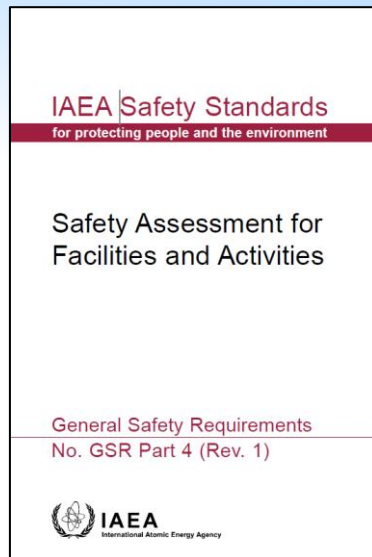 IAEA Safety Standards
for protecting people and the environment
Safety Assessment for
Facilities and Activities
General Safety Requirements
No. GSR Part 4 (Rev. 1)
IAEA
International Atomic Energy Agency